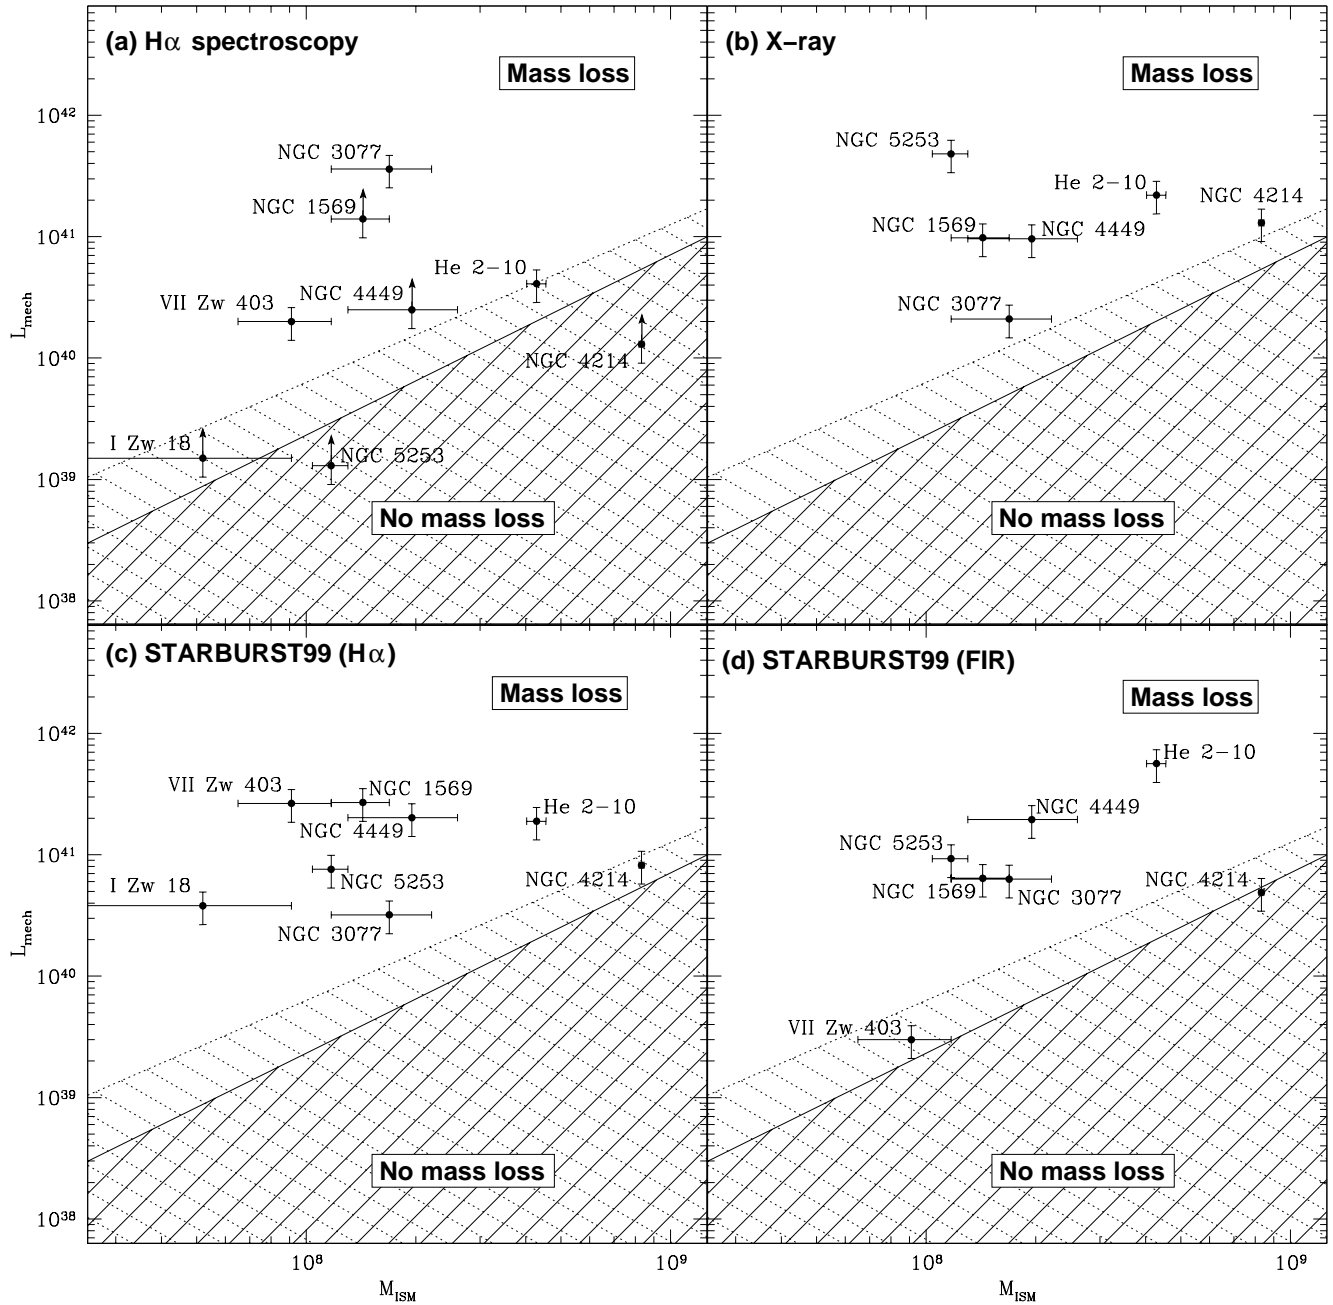 (a) Hα spectroscopy
Mass loss
NGC 3077
NGC 1569
He 2−10
VII Zw 403
NGC 4449
NGC 4214
I Zw 18
NGC 5253
No mass loss
L_mech
10^42
10^41
10^40
10^39
10^38
(b) X−ray
Mass loss
NGC 5253
He 2−10
NGC 4214
NGC 1569
NGC 4449
NGC 3077
No mass loss
(c) STARBURST99 (Hα)
Mass loss
VII Zw 403
NGC 1569
He 2−10
NGC 4449
I Zw 18
NGC 5253
NGC 4214
NGC 3077
No mass loss
L_mech
10^42
10^41
10^40
10^39
10^38
10^8
10^9
M_ISM
(d) STARBURST99 (FIR)
Mass loss
He 2−10
NGC 4449
NGC 5253
NGC 1569
NGC 3077
NGC 4214
VII Zw 403
No mass loss
10^8
10^9
M_ISM